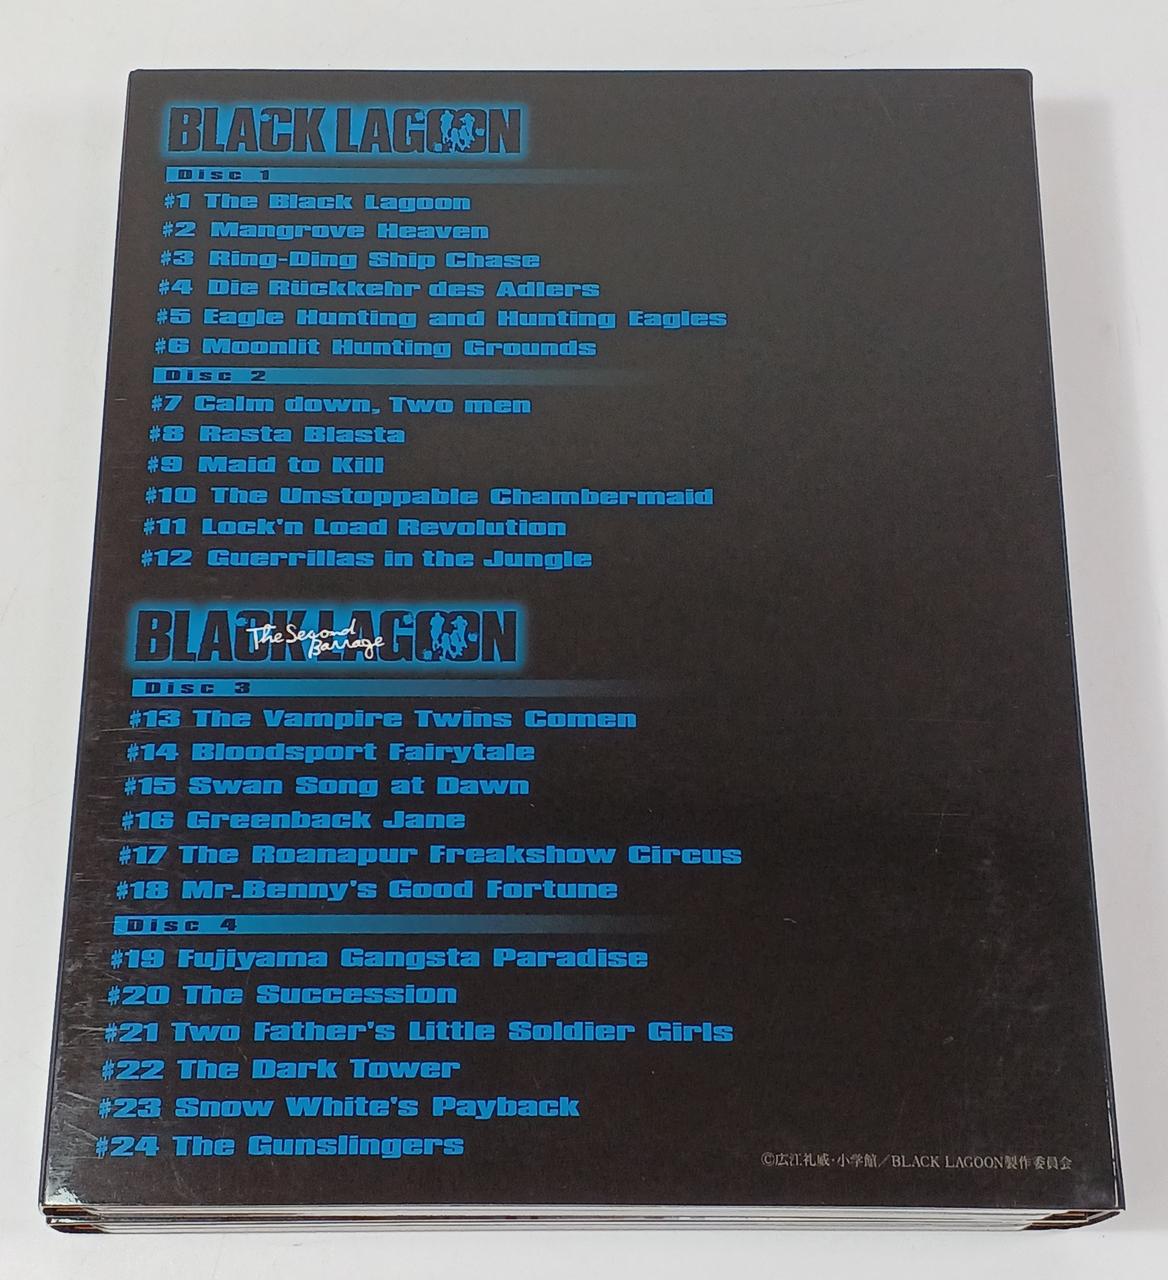 BLACK LAGOON
Disc 1
#1 The Black Lagoon
#2 Mangrove Heaven
#3 Ring-Ding Ship Chase
#4 Die Rückkehr des Adlers
#5 Eagle Hunting and Hunting Eagles
#6 Moonlit Hunting Grounds
Disc 2
#7 Calm down, Two men
#8 Rasta Blasta
#9 Maid to Kill
#10 The Unstoppable Chambermaid
#11 Lock'n Load Revolution
#12 Guerrillas in the Jungle
BLACK LAGOON
The Second
Barrage
Disc 3
#13 The Vampire Twins Comen
#14 Bloodsport Fairytale
#15 Swan Song at Dawn
#16 Greenback Jane
#17 The Roanapur Freakshow Circus
#18 Mr.Benny's Good Fortune
Disc 4
#19 Fujiyama Gangsta Paradise
#20 The Succession
#21 Two Father's Little Soldier Girls
#22 The Dark Tower
#23 Snow White's Payback
#24 The Gunslingers
©広江礼威・小学館／BLACK LAGOON製作委員会